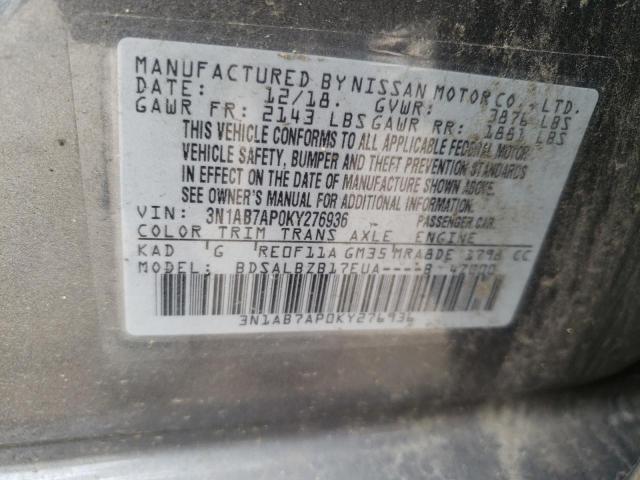 MANUFACTURED BY NISSAN MOTOR CO., LTD.
DATE: 12/18. GVWR: 3876 LBS
GAWR FR: 2143 LBS GAWR RR: 1881 LBS
THIS VEHICLE CONFORMS TO ALL APPLICABLE FEDERAL MOTOR
VEHICLE SAFETY, BUMPER AND THEFT PREVENTION STANDARDS
IN EFFECT ON THE DATE OF MANUFACTURE SHOWN ABOVE.
SEE OWNER'S MANUAL FOR ADDITIONAL INFORMATION.
VIN: 3N1AB7AP0KY276936 PASSENGER CAR
COLOR TRIM TRANS AXLE ENGINE
KAD G RE0F11A GM35 MRA8DE 1798 CC
MODEL: BDSALBZB17EUA----B-47000
3N1AB7AP0KY276936